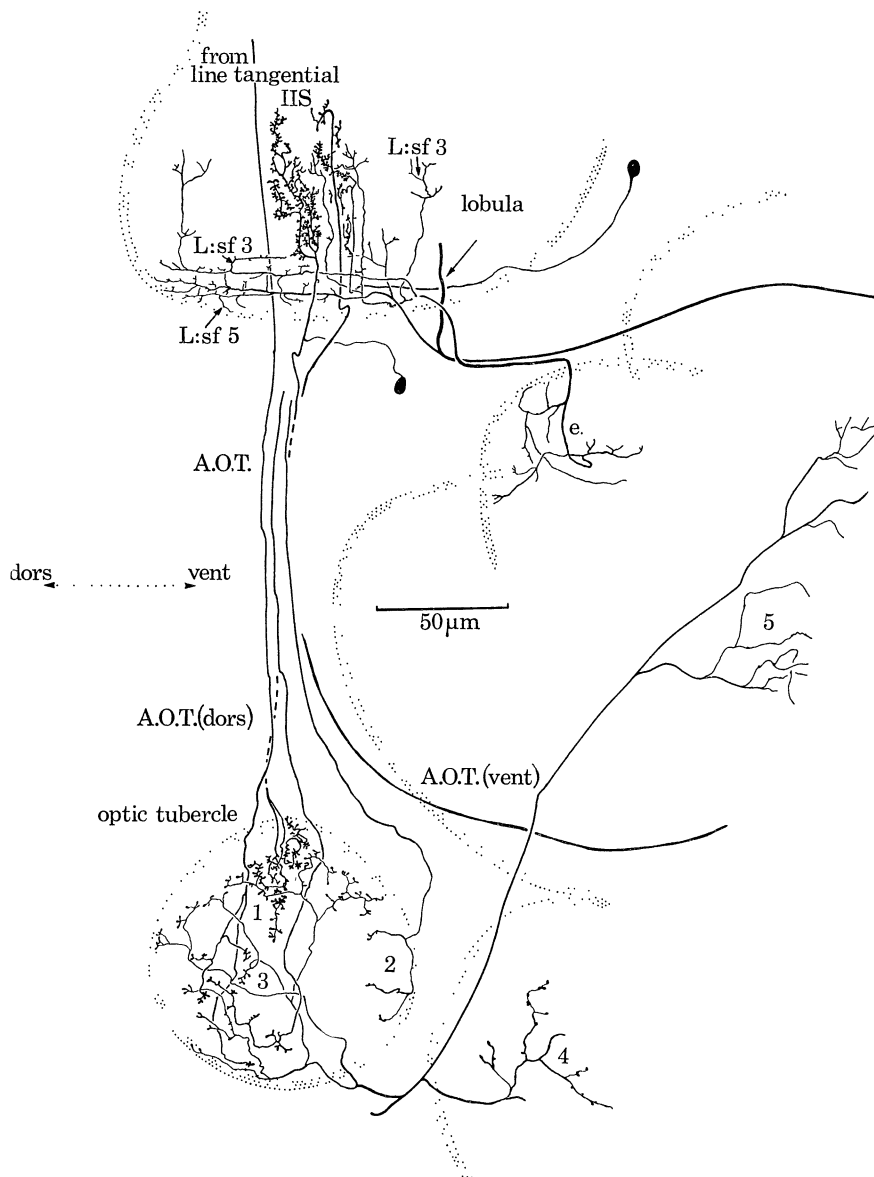 from
line tangential
IIS
L:sf 3
lobula
L:sf 3
L:sf 5
e.
A.O.T.
dors vent
50μm
5
A.O.T.(dors)
A.O.T.(vent)
optic tubercle
1
2
3
4